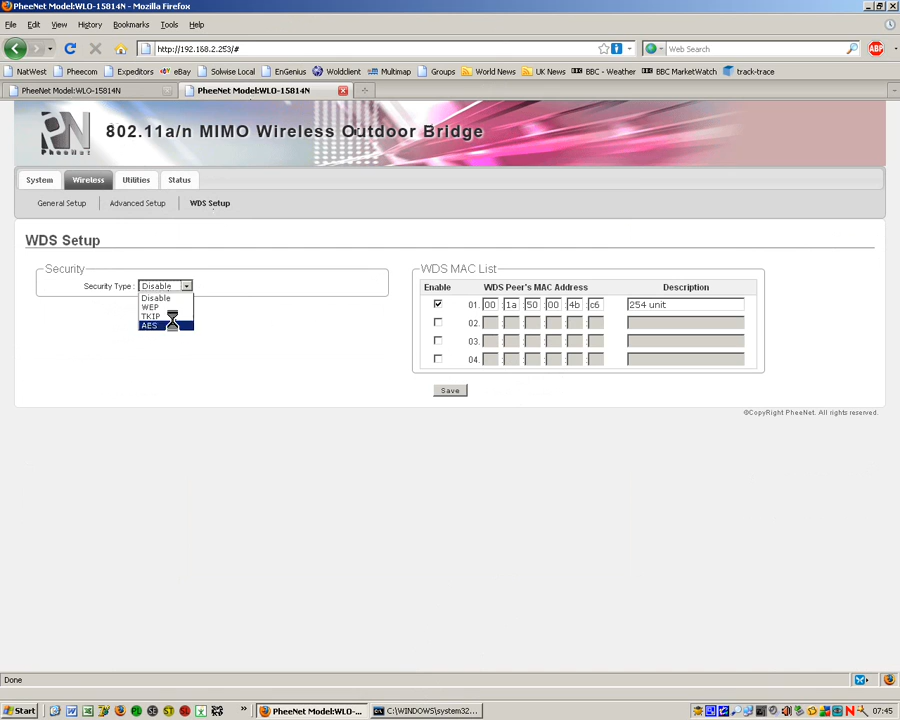 PheeNet Model:WLO-15814N - Mozilla Firefox
File Edit View History Bookmarks Tools Help
http://192.168.2.253/#
Web Search
ABP
NatWest Pheecom Expeditors eBay Solwise Local EnGenius Woldclient Multimap Groups World News UK News BBC - Weather BBC MarketWatch track-trace
PheeNet Model:WLO-15814N
PheeNet Model:WLO-15814N
PN
PheeNet
802.11a/n MIMO Wireless Outdoor Bridge
System Wireless Utilities Status
General Setup Advanced Setup WDS Setup
WDS Setup
Security
Security Type : Disable
Disable
WEP
TKIP
AES
WDS MAC List
Enable WDS Peer's MAC Address Description
01. 00 : 1a : 50 : 00 : 4b : c6 254 unit
02. : : : : :
03. : : : : :
04. : : : : :
Save
©CopyRight PheeNet. All rights reserved.
Done
Start
»
PheeNet Model:WLO-...
C:\WINDOWS\system32...
07:45